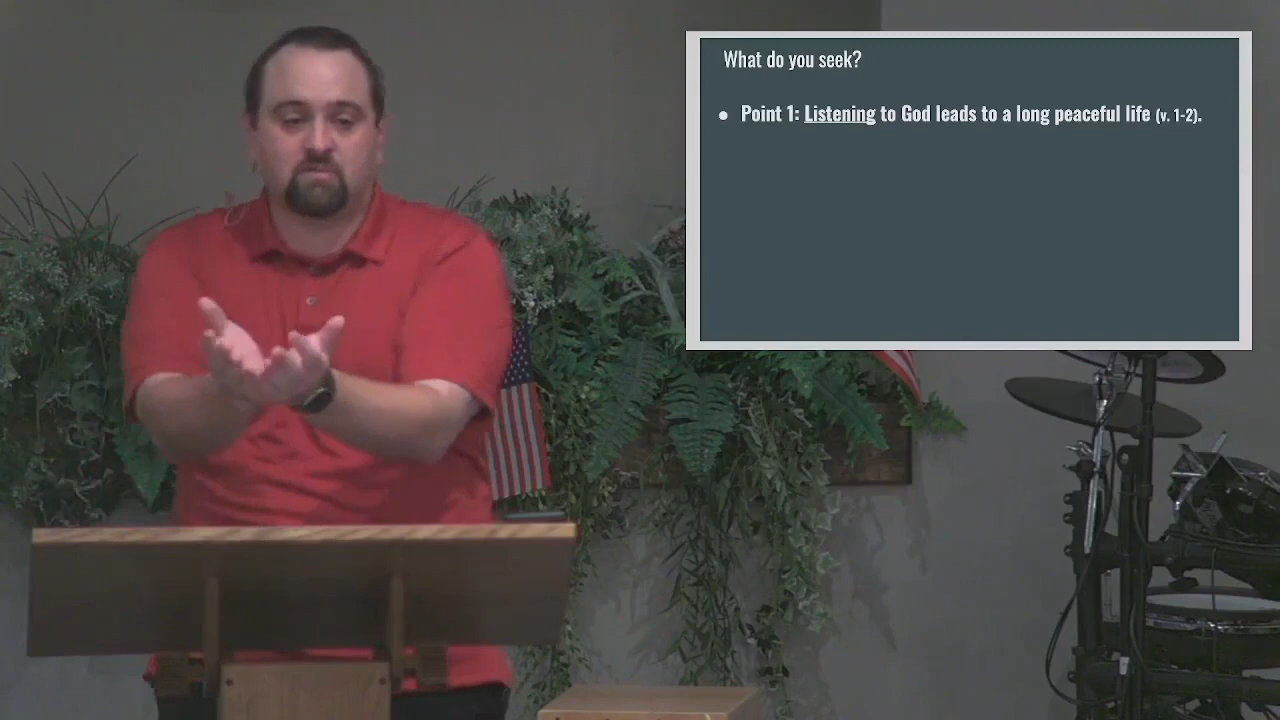 What do you seek?
● Point 1: Listening to God leads to a long peaceful life (v. 1-2).